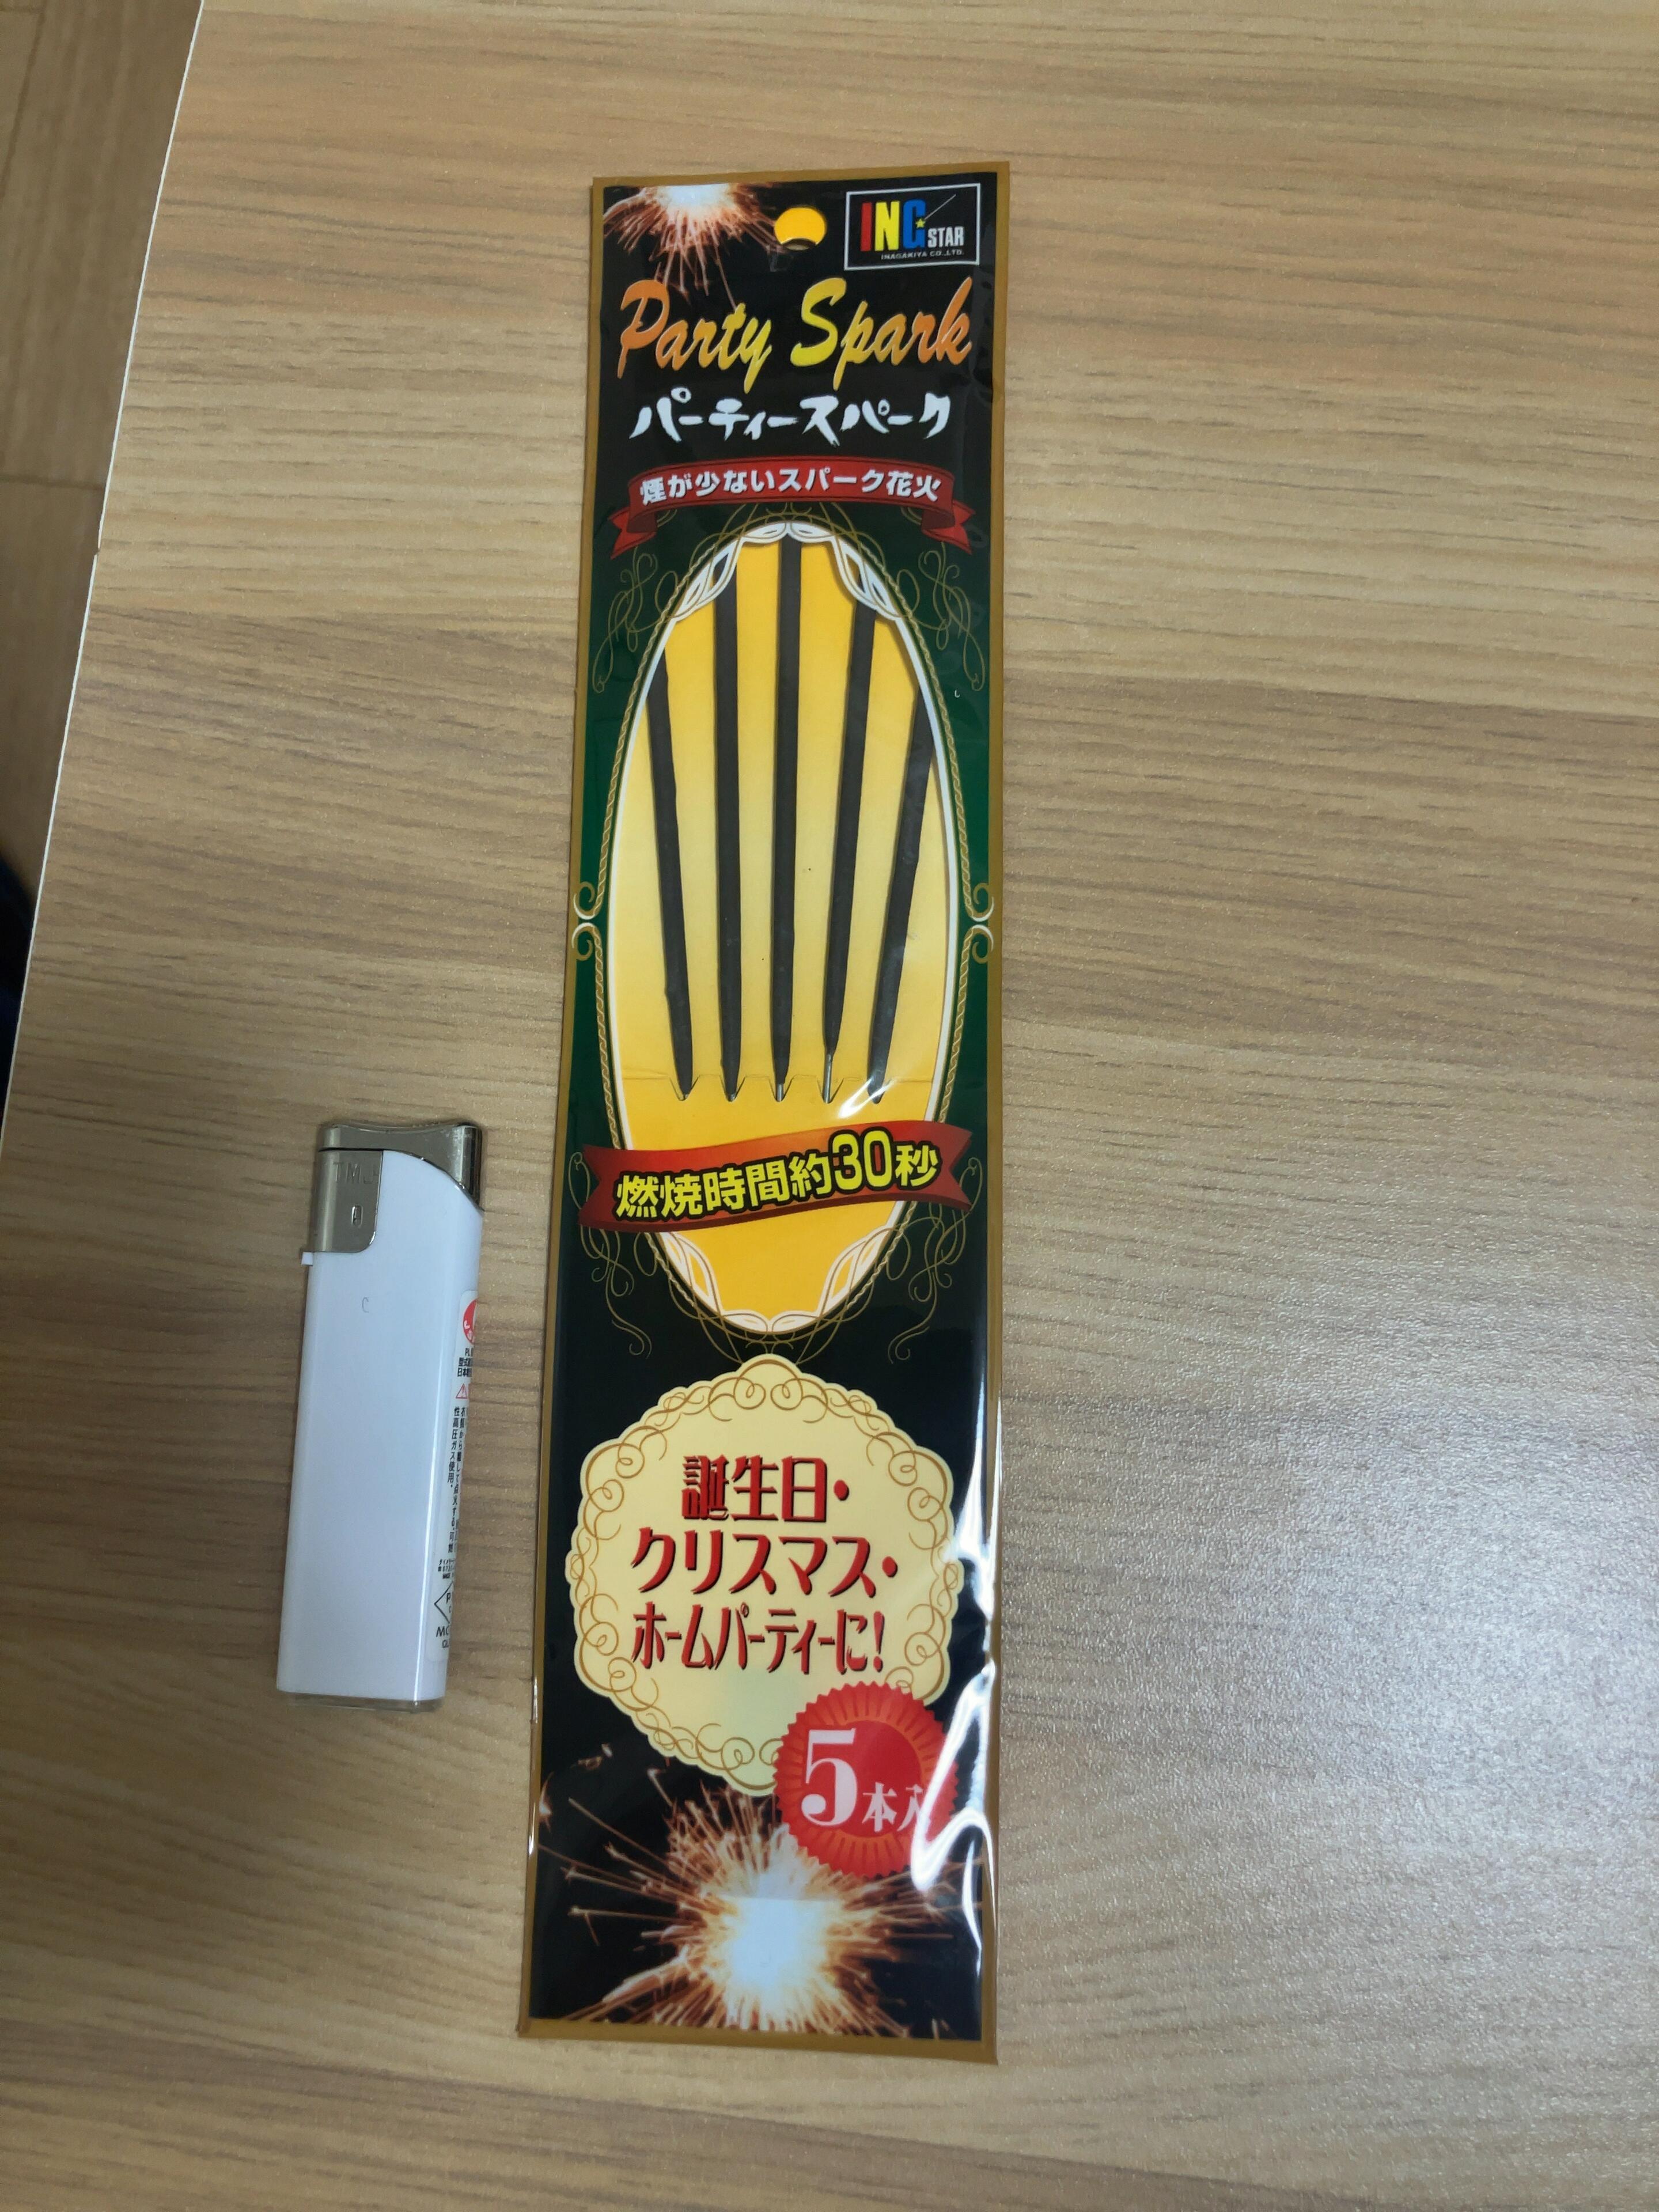 ING STAR
INAGAKIYA CO.,LTD.
Party Spark
パーティースパーク
煙が少ないスパーク花火
燃焼時間約30秒
誕生日・
クリスマス・
ホームパーティーに!
5本入